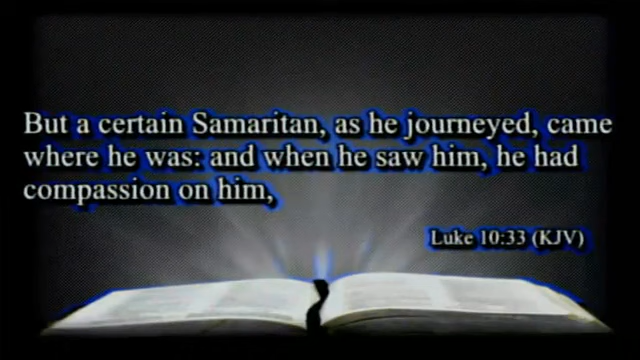 But a certain Samaritan, as he journeyed, came
where he was: and when he saw him, he had
compassion on him,
Luke 10:33 (KJV)